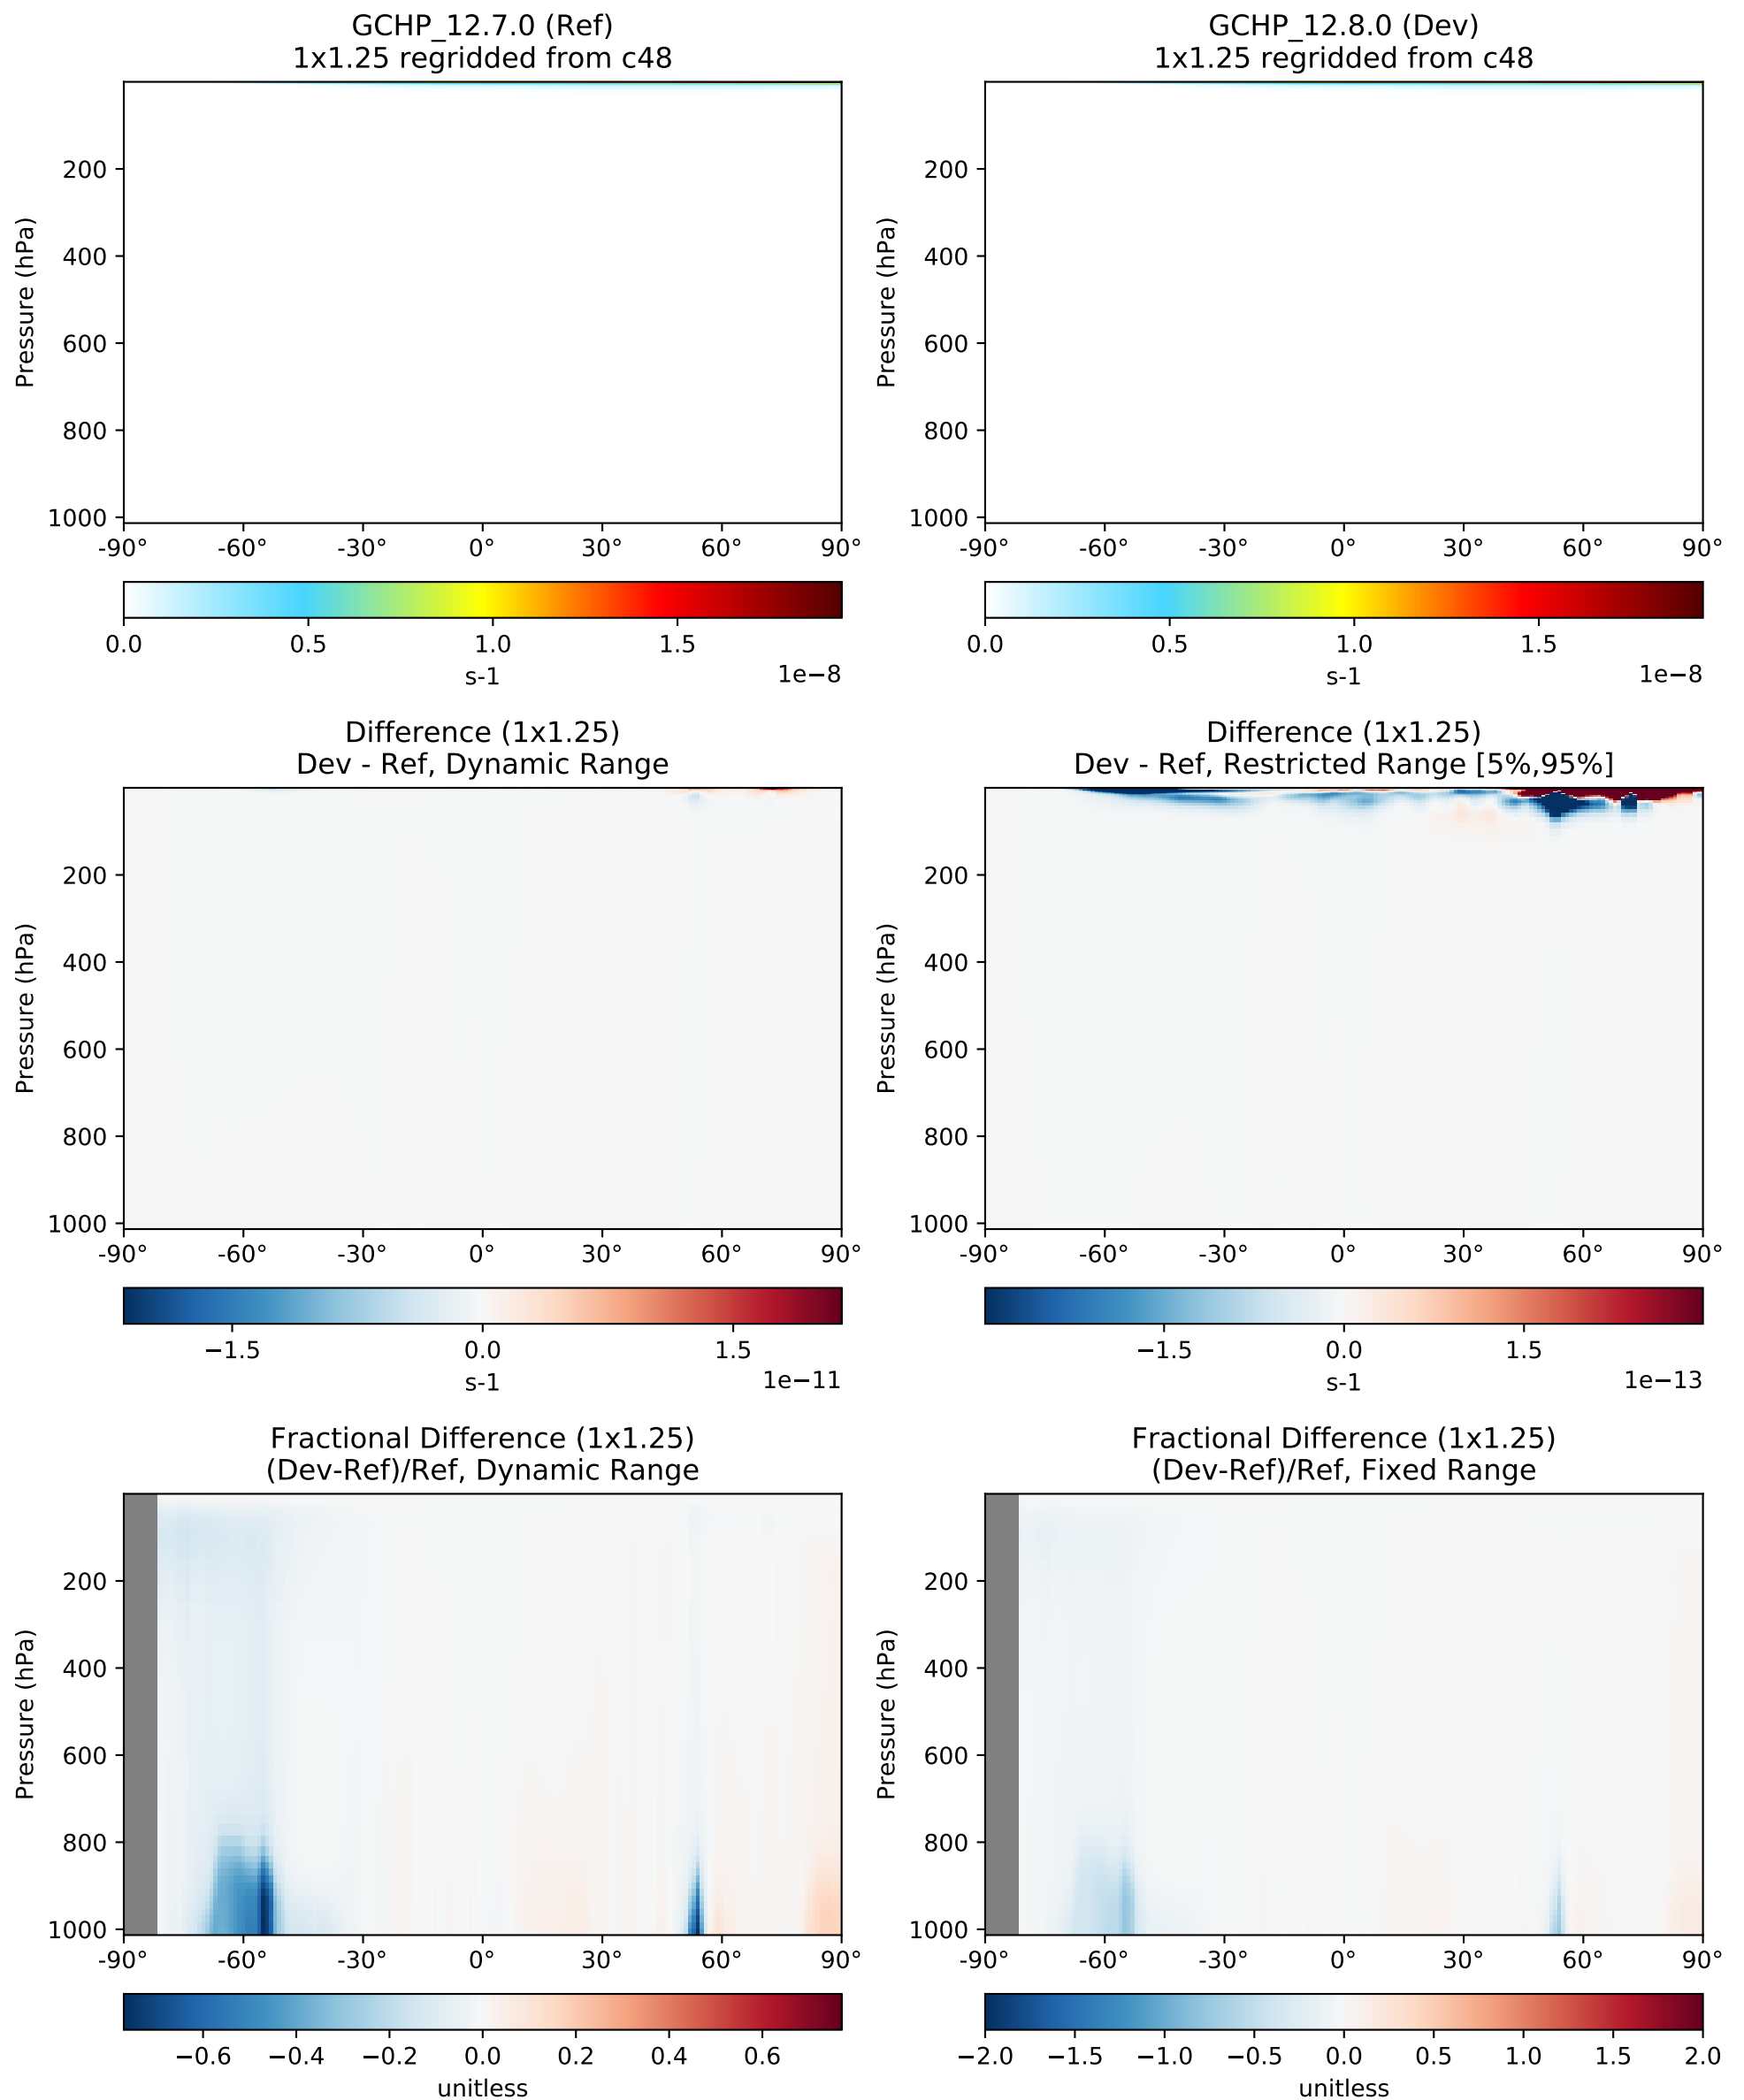 GCHP_12.7.0 (Ref)
1x1.25 regridded from c48
Pressure (hPa)
200
400
600
800
1000
-90° -60° -30° 0° 30° 60° 90°
0.0 0.5 1.0 1.5
s-1
1e−8
GCHP_12.8.0 (Dev)
1x1.25 regridded from c48
Pressure (hPa)
200
400
600
800
1000
-90° -60° -30° 0° 30° 60° 90°
0.0 0.5 1.0 1.5
s-1
1e−8
Difference (1x1.25)
Dev - Ref, Dynamic Range
Pressure (hPa)
200
400
600
800
1000
-90° -60° -30° 0° 30° 60° 90°
−1.5 0.0 1.5
s-1
1e−11
Difference (1x1.25)
Dev - Ref, Restricted Range [5%,95%]
Pressure (hPa)
200
400
600
800
1000
-90° -60° -30° 0° 30° 60° 90°
−1.5 0.0 1.5
s-1
1e−13
Fractional Difference (1x1.25)
(Dev-Ref)/Ref, Dynamic Range
Pressure (hPa)
200
400
600
800
1000
-90° -60° -30° 0° 30° 60° 90°
−0.6 −0.4 −0.2 0.0 0.2 0.4 0.6
unitless
Fractional Difference (1x1.25)
(Dev-Ref)/Ref, Fixed Range
Pressure (hPa)
200
400
600
800
1000
-90° -60° -30° 0° 30° 60° 90°
−2.0 −1.5 −1.0 −0.5 0.0 0.5 1.0 1.5 2.0
unitless